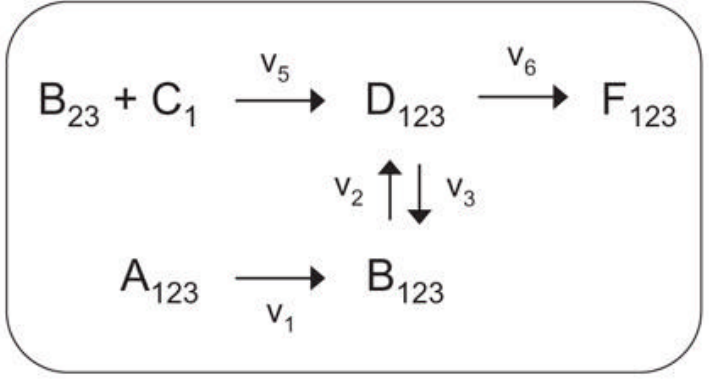 v₅ v₆
B₂₃ + C₁ D₁₂₃ F₁₂₃
v₂ v₃
A₁₂₃ B₁₂₃
v₁